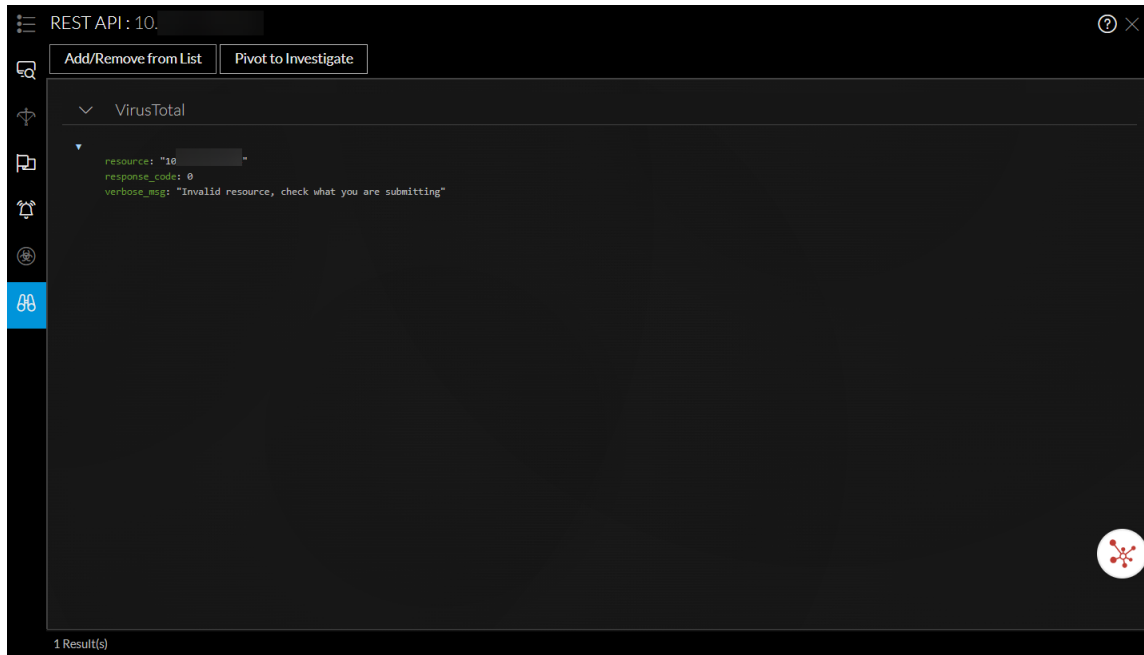 REST API : 10.
Add/Remove from List
Pivot to Investigate
VirusTotal
resource: "10 "
response_code: 0
verbose_msg: "Invalid resource, check what you are submitting"
1 Result(s)